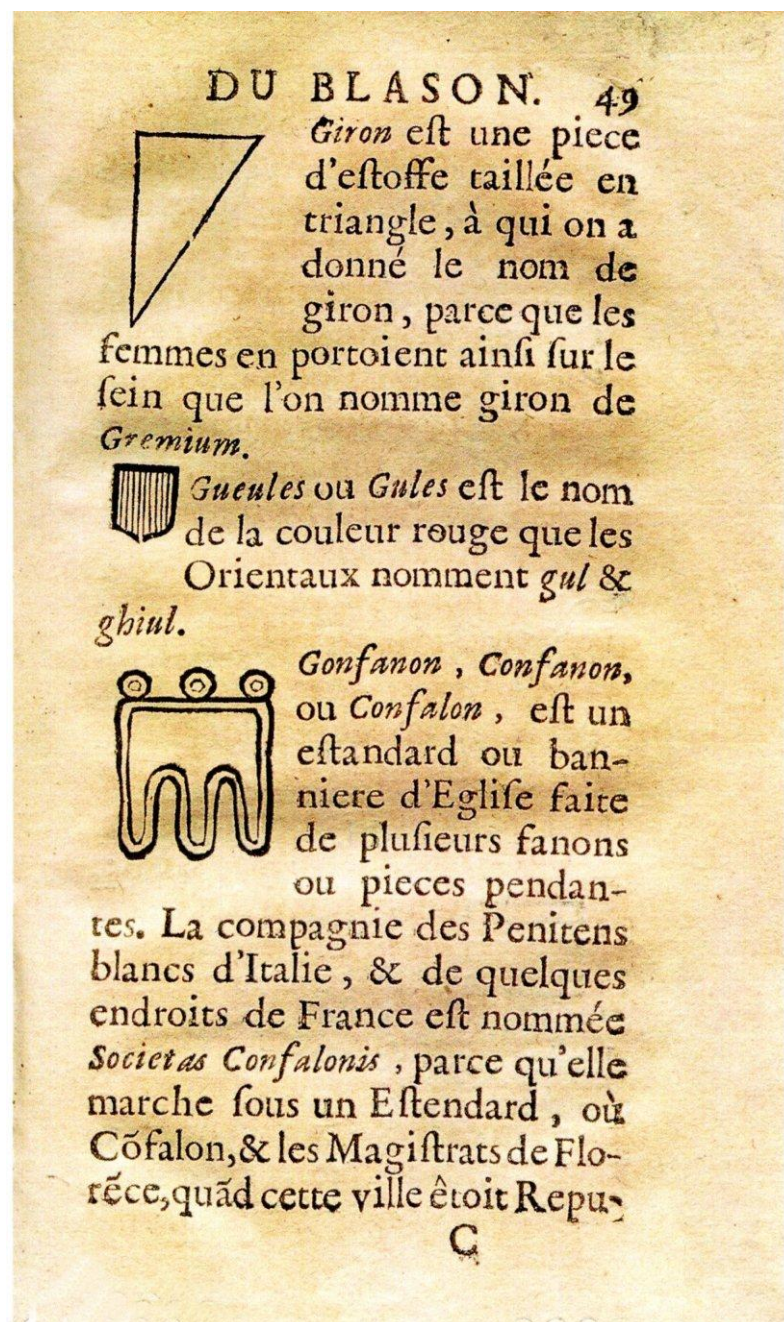 DU BLASON. 49
Giron eſt une piece
d'eſtoffe taillée en
triangle, à qui on a
donné le nom de
giron, parce que les
femmes en portoient ainſi ſur le
ſein que l'on nomme giron de
Gremium.
Gueules ou Gules eſt le nom
de la couleur rouge que les
Orientaux nomment gul &
ghiul.
Gonfanon, Confanon,
ou Confalon, eſt un
eſtandard ou ban-
niere d'Egliſe faite
de pluſieurs fanons
ou pieces pendan-
tes. La compagnie des Penitens
blancs d'Italie, & de quelques
endroits de France eſt nommée
Societas Confalonis, parce qu'elle
marche ſous un Eſtendard, où
Cõfalon, & les Magiſtrats de Flo-
rẽce, quãd cette ville êtoit Repu-
C